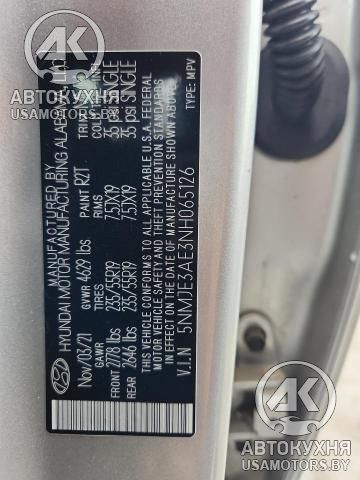 MANUFACTURED BY
HYUNDAI MOTOR MANUFACTURING ALABAMA, LLC
Nov/03/21 GVWR 4629 lbs PAINT R2T
GAWR TIRES RIMS
FRONT 2778 lbs 235/55R19 7.5JX19 35 psi SINGLE
REAR 2646 lbs 235/55R19 7.5JX19 35 psi SINGLE
THIS VEHICLE CONFORMS TO ALL APPLICABLE U.S.A. FEDERAL
MOTOR VEHICLE SAFETY AND THEFT PREVENTION STANDARDS
IN EFFECT ON THE DATE OF MANUFACTURE SHOWN ABOVE.
V.I.N 5NMJE3AE3NH065126 TYPE: MPV
АВТОКУХНЯ
USAMOTORS.BY
АВТОКУХНЯ
USAMOTORS.BY